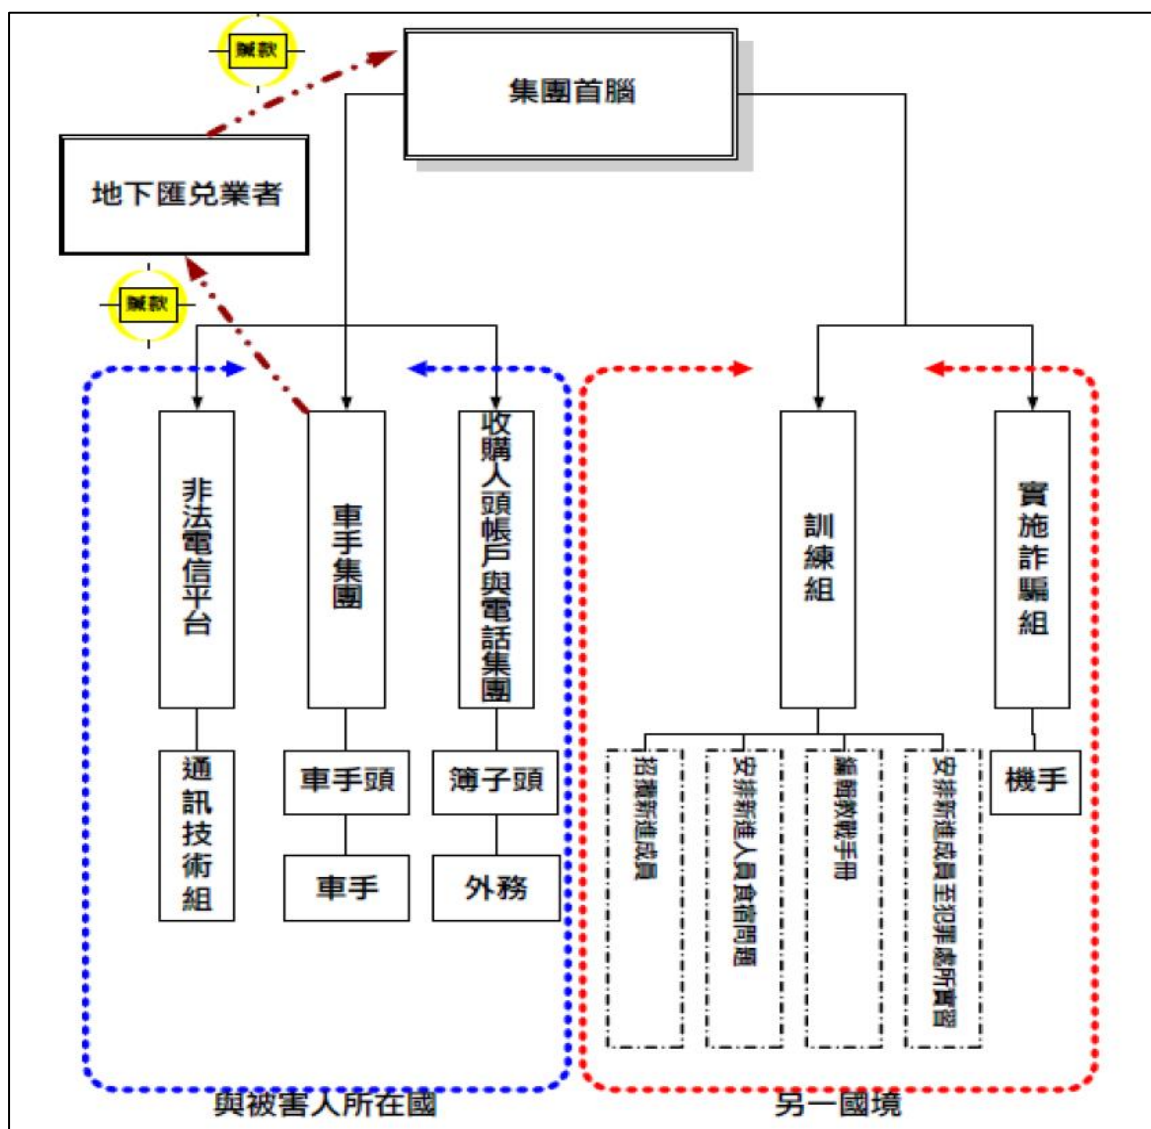 贓款
集團首腦
地下匯兌業者
贓款
非法電信平台
車手集團
收購人頭帳戶與電話集團
訓練組
實施詐騙組
通訊技術組
車手頭
車手
簿子頭
外務
招攬新進成員
安排新進人員食宿問題
編輯教戰手冊
安排新進成員至犯罪處所實習
機手
與被害人所在國
另一國境